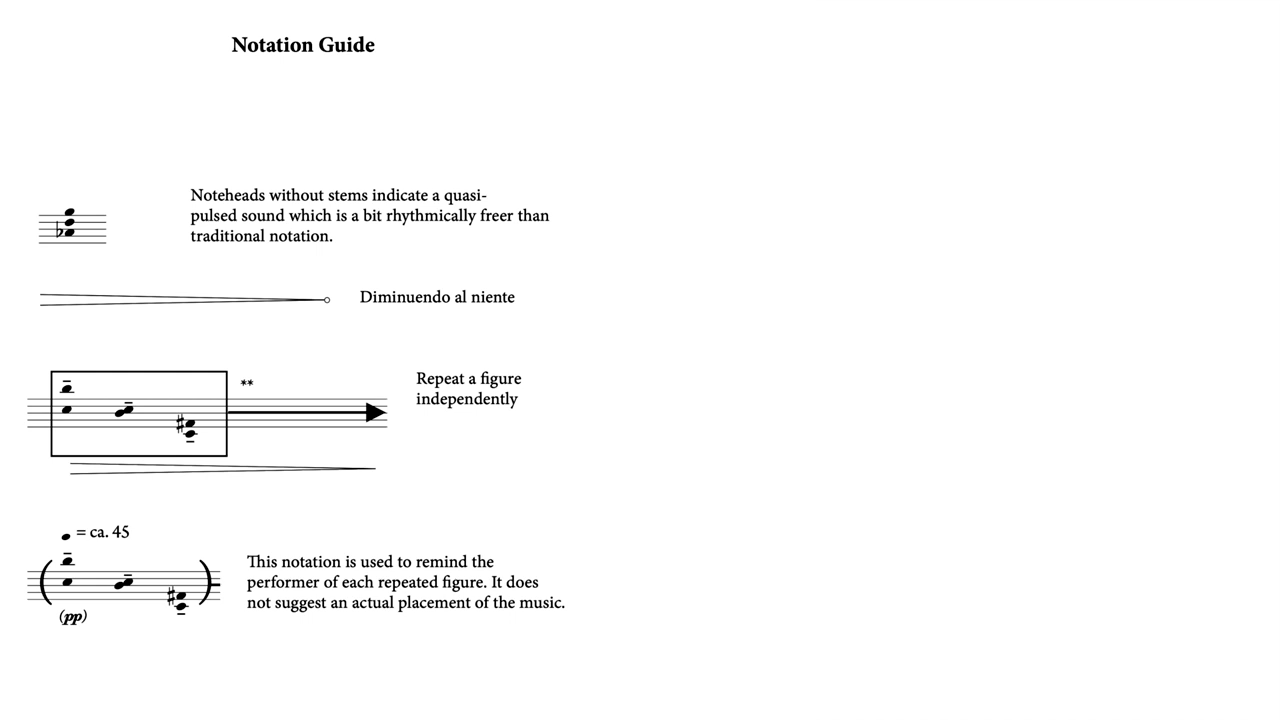 Notation Guide
Noteheads without stems indicate a quasi-
pulsed sound which is a bit rhythmically freer than
traditional notation.
Diminuendo al niente
**
Repeat a figure
independently
= ca. 45
This notation is used to remind the
performer of each repeated figure. It does
not suggest an actual placement of the music.
(pp)